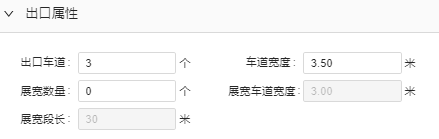 出口属性
出口车道: 3 个 车道宽度: 3.50 米
展宽数量: 0 个 展宽车道宽度: 3.00 米
展宽段长: 30 米